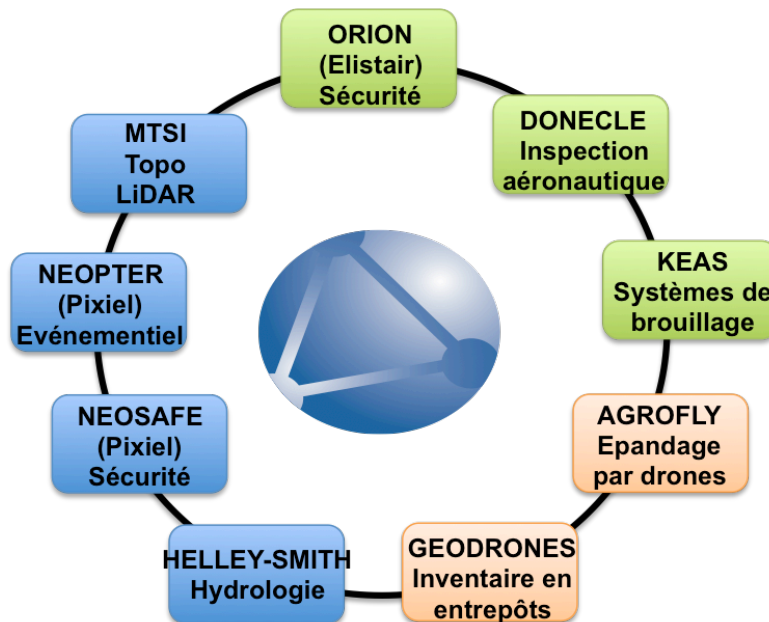 ORION
(Elistair)
Sécurité
DONECLE
Inspection
aéronautique
KEAS
Systèmes de
brouillage
AGROFLY
Epandage
par drones
GEODRONES
Inventaire en
entrepôts
HELLEY-SMITH
Hydrologie
NEOSAFE
(Pixiel)
Sécurité
NEOPTER
(Pixiel)
Evénementiel
MTSI
Topo
LiDAR